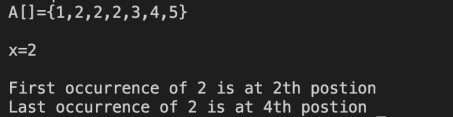 A[]={1,2,2,2,3,4,5}
x=2
First occurrence of 2 is at 2th postion
Last occurrence of 2 is at 4th postion